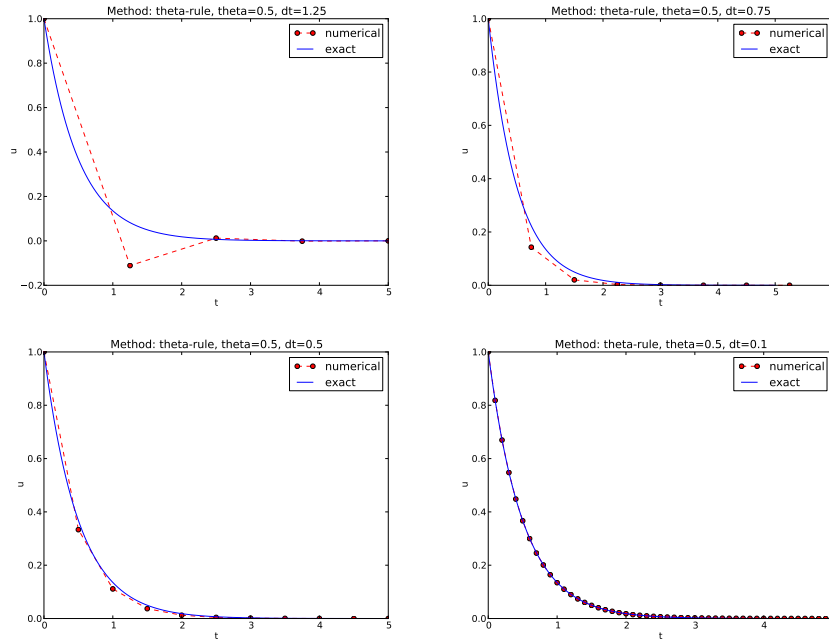 Method: theta-rule, theta=0.5, dt=1.25
1.0
0.8
0.6
0.4
0.2
0.0
−0.2
u
0 1 2 3 4 5
t
numerical
exact
Method: theta-rule, theta=0.5, dt=0.75
1.0
0.8
0.6
0.4
0.2
0.0
u
0 1 2 3 4 5
t
numerical
exact
Method: theta-rule, theta=0.5, dt=0.5
1.0
0.8
0.6
0.4
0.2
0.0
u
0 1 2 3 4 5
t
numerical
exact
Method: theta-rule, theta=0.5, dt=0.1
1.0
0.8
0.6
0.4
0.2
0.0
u
0 1 2 3 4
t
numerical
exact